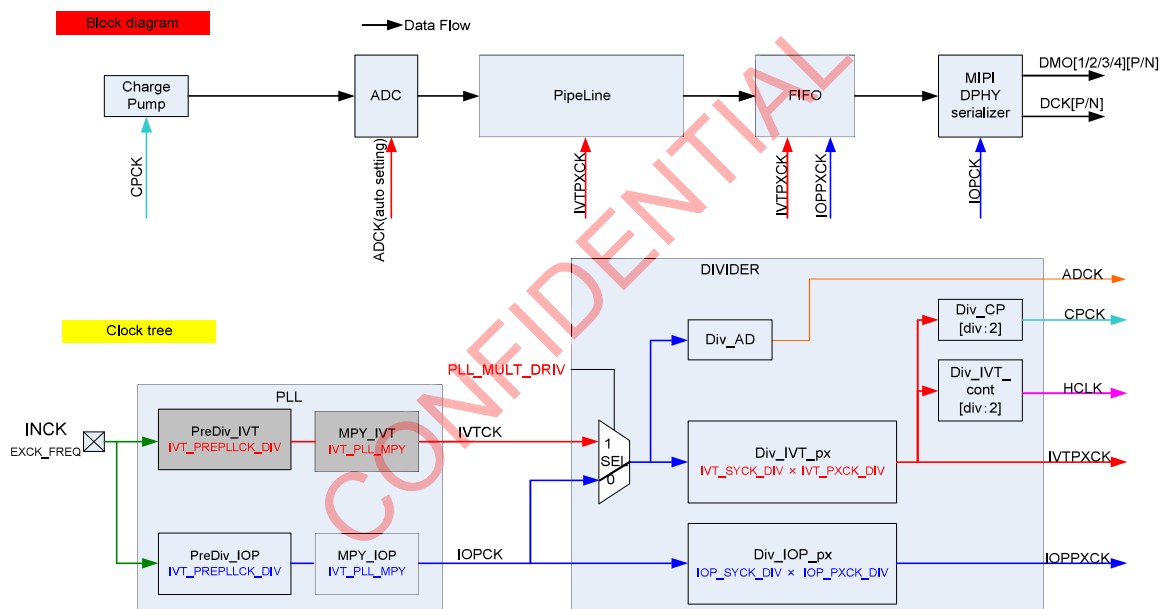 Block diagram
Data Flow
Charge
Pump
ADC
PipeLine
FIFO
MIPI
DPHY
serializer
DMO[1/2/3/4][P/N]
DCK[P/N]
CPCK
ADCK(auto setting)
IVTPXCK
IVTPXCK
IOPPXCK
IOPCK
CONFIDENTIAL
Clock tree
DIVIDER
ADCK
Div_CP
[div:2]
CPCK
Div_AD
PLL_MULT_DRIV
Div_IVT_
cont
[div:2]
HCLK
PLL
INCK
EXCK_FREQ
PreDiv_IVT
IVT_PREPLLCK_DIV
MPY_IVT
IVT_PLL_MPY
IVTCK
1
SEL
0
Div_IVT_px
IVT_SYCK_DIV × IVT_PXCK_DIV
IVTPXCK
PreDiv_IOP
IVT_PREPLLCK_DIV
MPY_IOP
IVT_PLL_MPY
IOPCK
Div_IOP_px
IOP_SYCK_DIV × IOP_PXCK_DIV
IOPPXCK